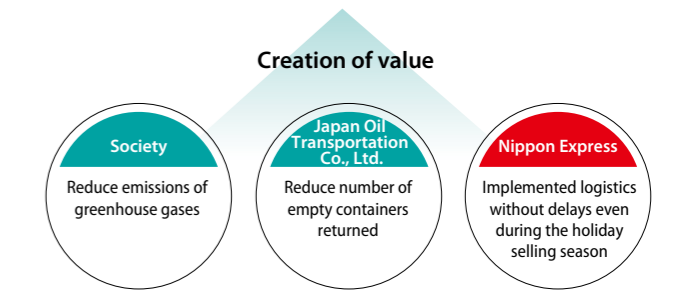 Creation of value
Society
Reduce emissions of
greenhouse gases
Japan Oil
Transportation
Co., Ltd.
Reduce number of
empty containers
returned
Nippon Express
Implemented logistics
without delays even
during the holiday
selling season